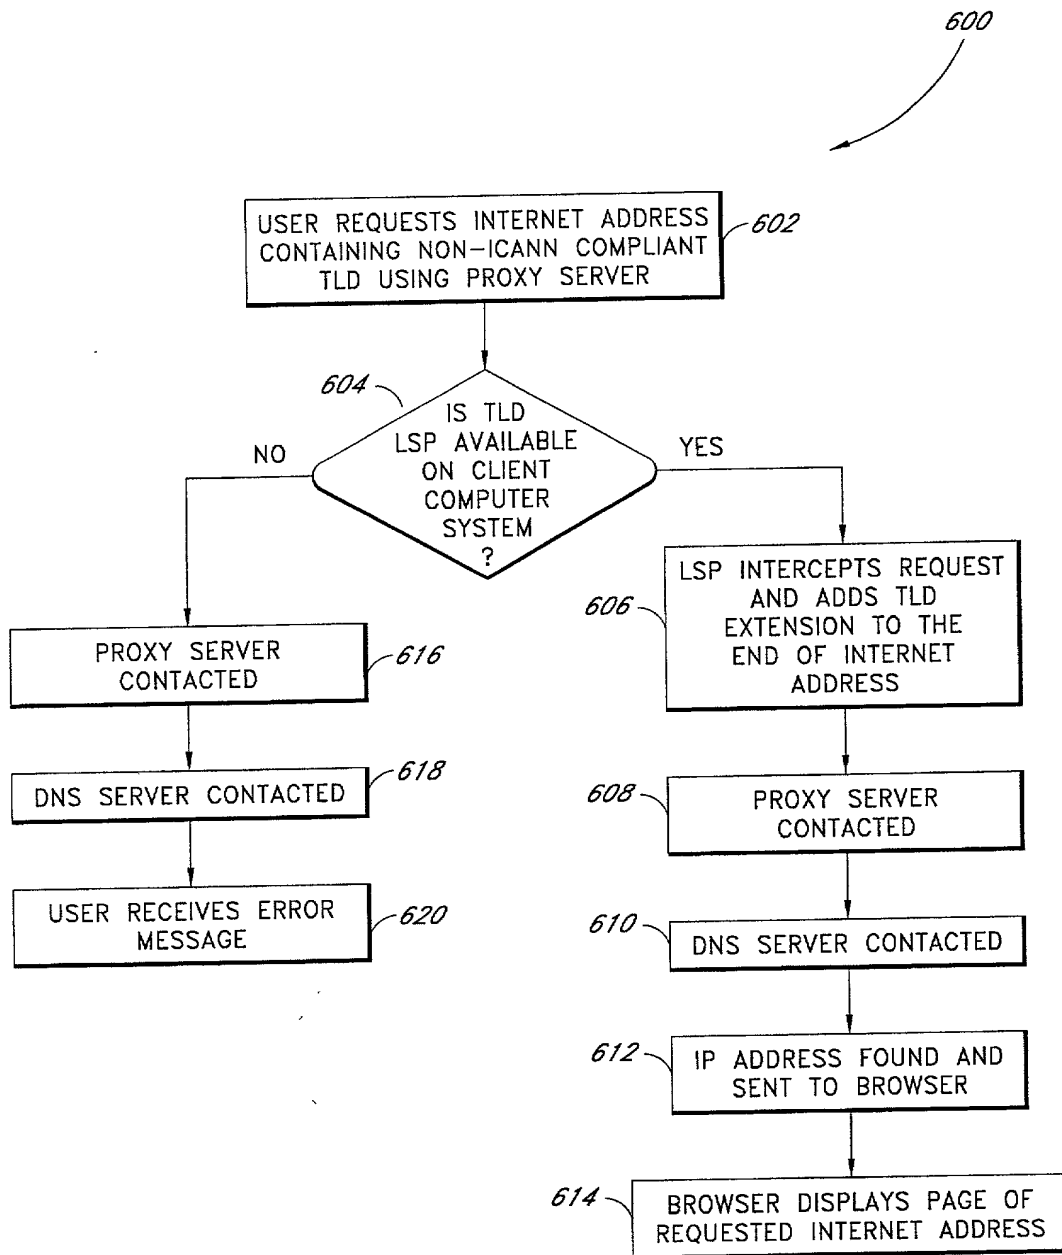 600
USER REQUESTS INTERNET ADDRESS
CONTAINING NON-ICANN COMPLIANT
TLD USING PROXY SERVER
602
604
IS TLD
LSP AVAILABLE
ON CLIENT
COMPUTER
SYSTEM
?
NO
YES
LSP INTERCEPTS REQUEST
AND ADDS TLD
EXTENSION TO THE
END OF INTERNET
ADDRESS
606
PROXY SERVER
CONTACTED
616
DNS SERVER CONTACTED
618
USER RECEIVES ERROR
MESSAGE
620
608
PROXY SERVER
CONTACTED
610
DNS SERVER CONTACTED
612
IP ADDRESS FOUND AND
SENT TO BROWSER
614
BROWSER DISPLAYS PAGE OF
REQUESTED INTERNET ADDRESS